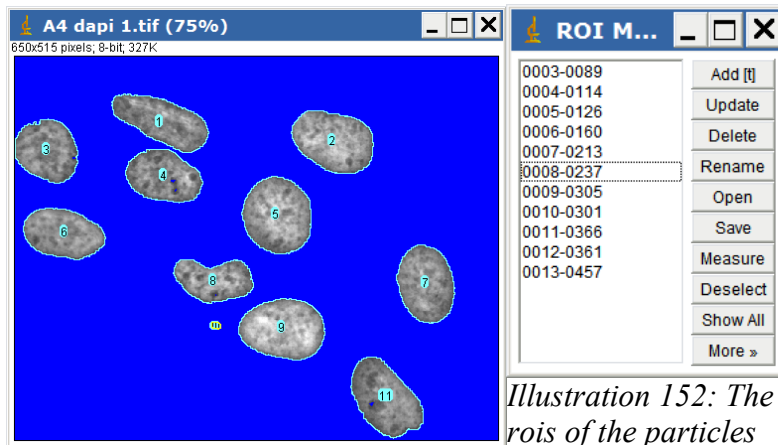 A4 dapi 1.tif (75%)
650x515 pixels; 8-bit; 327K
1
2
3
4
5
6
7
8
9
11
ROI M...
0003-0089
0004-0114
0005-0126
0006-0160
0007-0213
0008-0237
0009-0305
0010-0301
0011-0366
0012-0361
0013-0457
Add [t]
Update
Delete
Rename
Open
Save
Measure
Deselect
Show All
More »
Illustration 152: The
rois of the particles